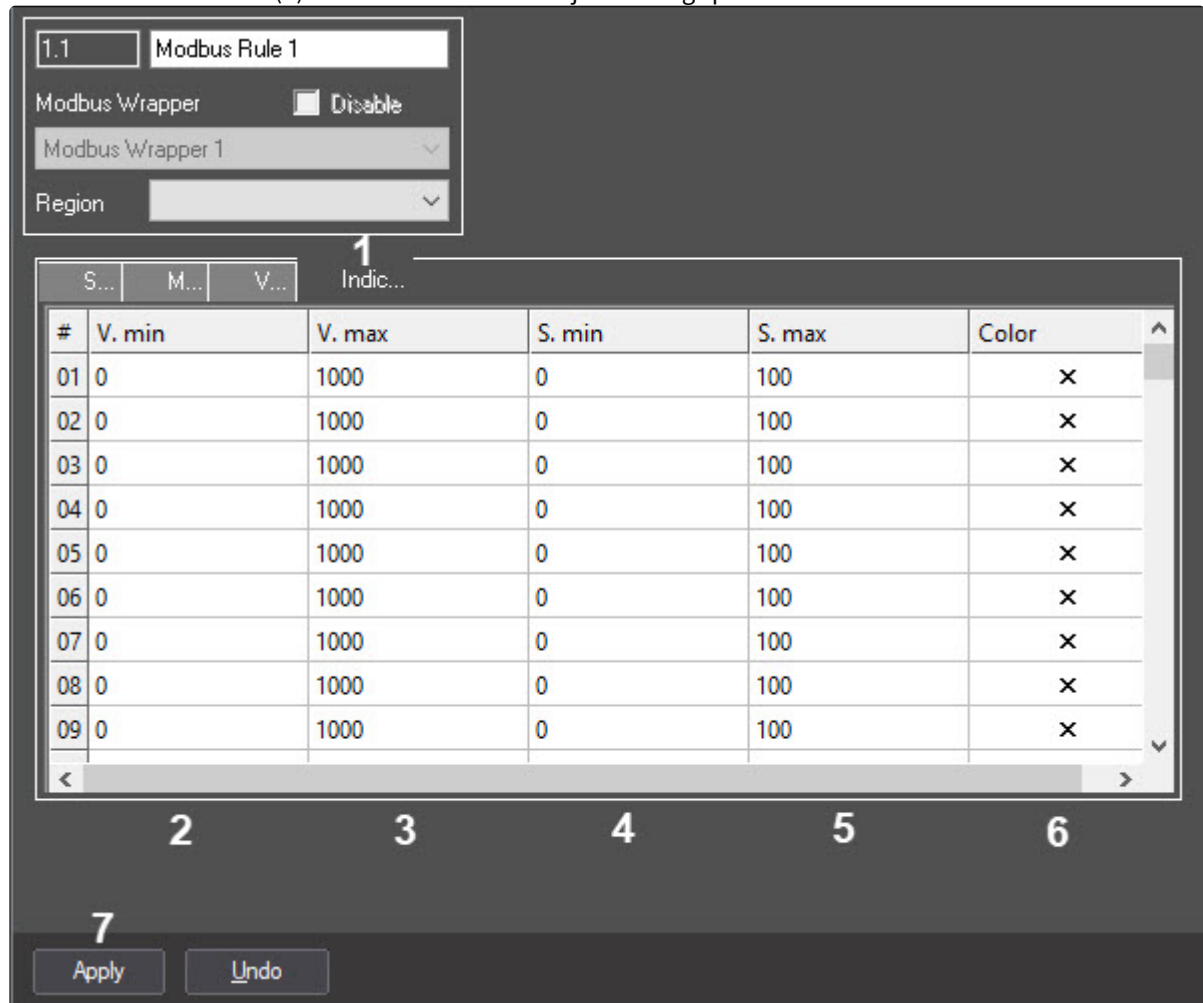 1.1 Modbus Rule 1
Modbus Wrapper Disable
Modbus Wrapper 1
Region
1
S... M... V... Indic...
# V. min V. max S. min S. max Color
01 0 1000 0 100 ×
02 0 1000 0 100 ×
03 0 1000 0 100 ×
04 0 1000 0 100 ×
05 0 1000 0 100 ×
06 0 1000 0 100 ×
07 0 1000 0 100 ×
08 0 1000 0 100 ×
09 0 1000 0 100 ×
2 3 4 5 6
7
Apply Undo